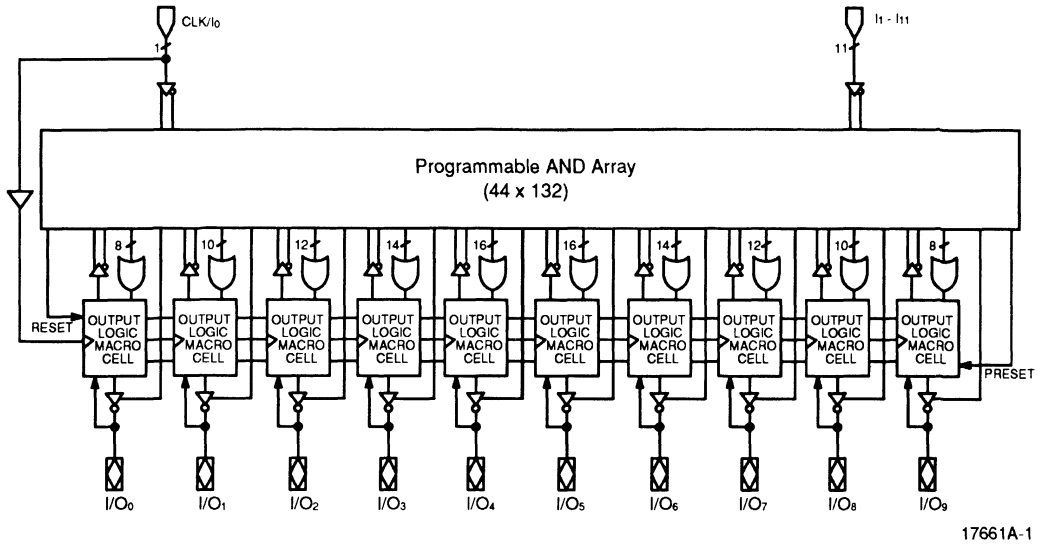 CLK/I0
I1 - I11
1
11
Programmable AND Array
(44 x 132)
8 10 12 14 16 16 14 12 10 8
OUTPUT LOGIC MACRO CELL
OUTPUT LOGIC MACRO CELL
OUTPUT LOGIC MACRO CELL
OUTPUT LOGIC MACRO CELL
OUTPUT LOGIC MACRO CELL
OUTPUT LOGIC MACRO CELL
OUTPUT LOGIC MACRO CELL
OUTPUT LOGIC MACRO CELL
OUTPUT LOGIC MACRO CELL
OUTPUT LOGIC MACRO CELL
RESET
PRESET
I/O0 I/O1 I/O2 I/O3 I/O4 I/O5 I/O6 I/O7 I/O8 I/O9
17661A-1